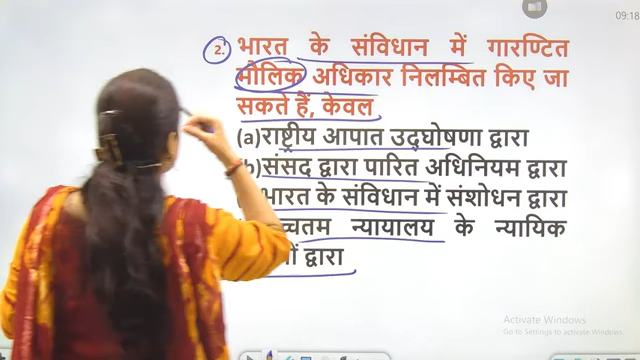 09:18
2. भारत के संविधान में गारण्टित
मौलिक अधिकार निलम्बित किए जा
सकते हैं, केवल
(a)राष्ट्रीय आपात उद्घोषणा द्वारा
b)संसद द्वारा पारित अधिनियम द्वारा
भारत के संविधान में संशोधन द्वारा
न्यायालय के न्यायिक
द्वारा
Activate Windows
Go to Settings to activate Windows.